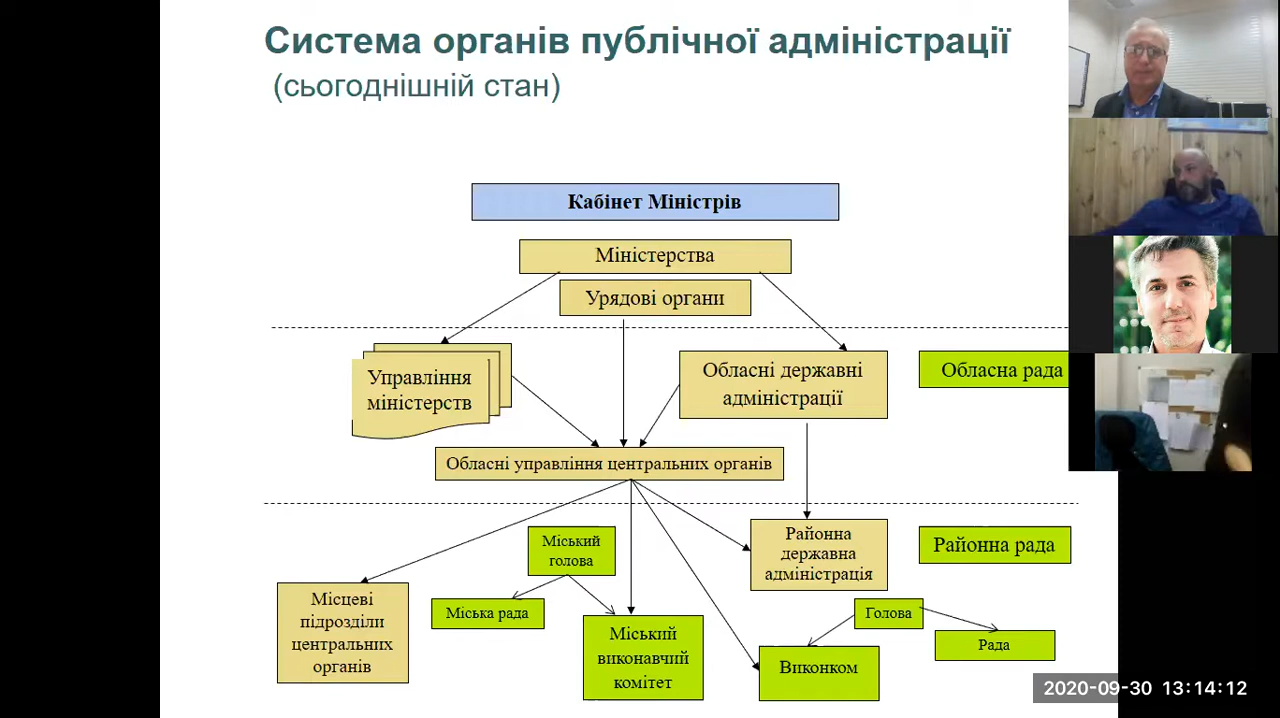 Система органів публічної адміністрації
(сьогоднішній стан)
Кабінет Міністрів
Міністерства
Урядові органи
Управління
міністерств
Обласні державні
адміністрації
Обласна рада
Обласні управління центральних органів
Міський
голова
Районна
державна
адміністрація
Районна рада
Місцеві
підрозділи
центральних
органів
Міська рада
Міський
виконавчий
комітет
Голова
Рада
Виконком
2020-09-30 13:14:12